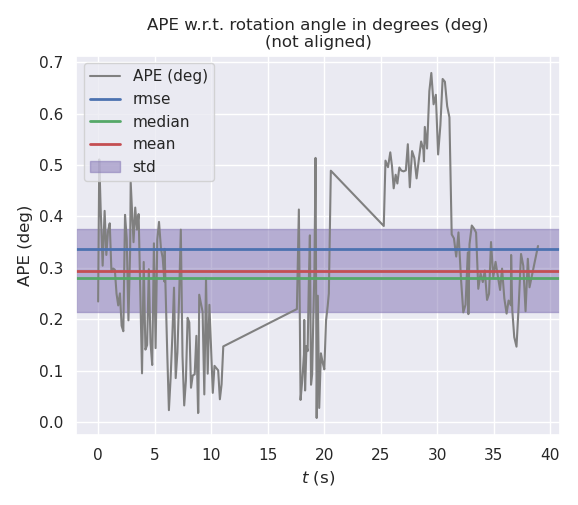 APE w.r.t. rotation angle in degrees (deg)
(not aligned)
APE (deg)
rmse
median
mean
std
APE (deg)
0.7
0.6
0.5
0.4
0.3
0.2
0.1
0.0
0 5 10 15 20 25 30 35 40
t (s)